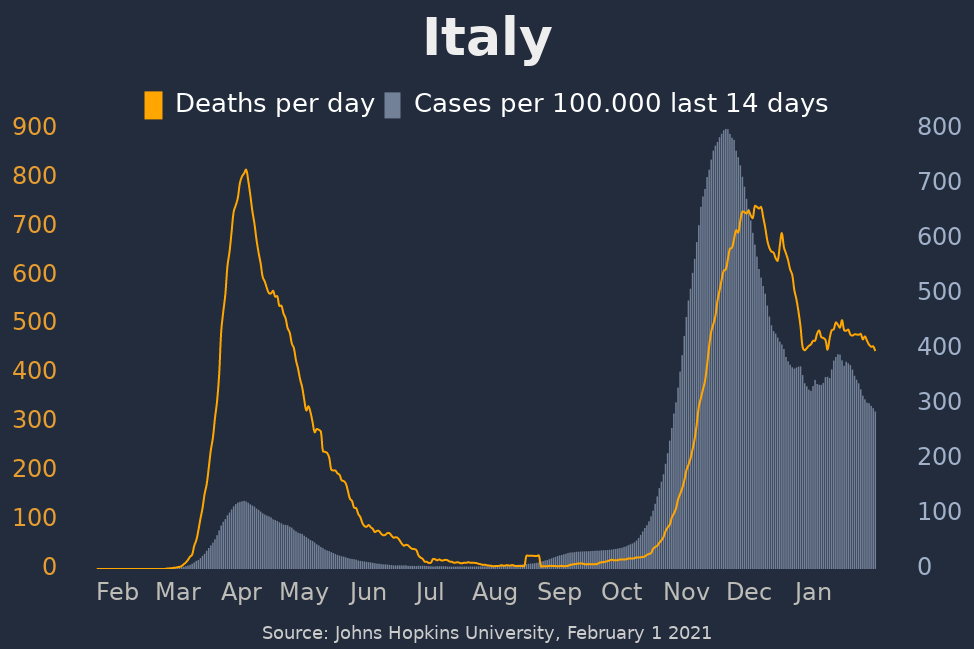 Italy
Deaths per day Cases per 100.000 last 14 days
900 800
800 700
700 600
600 500
500 400
400 300
300 200
200 100
100 0
0
Feb Mar Apr May Jun Jul Aug Sep Oct Nov Dec Jan
Source: Johns Hopkins University, February 1 2021